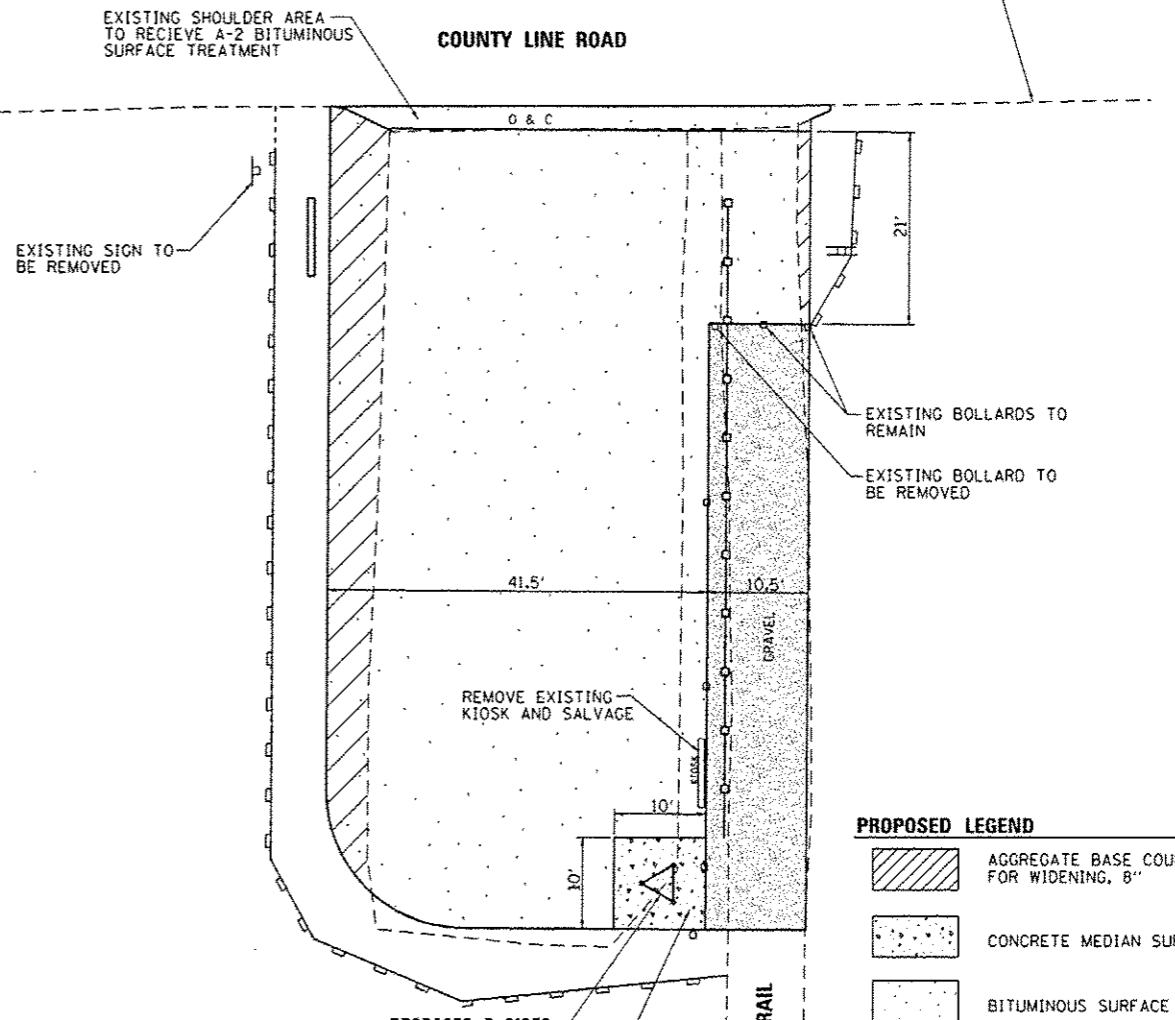 EXISTING SHOULDER AREA
TO RECIEVE A-2 BITUMINOUS
SURFACE TREATMENT
COUNTY LINE ROAD
O & C
EXISTING SIGN TO
BE REMOVED
21'
EXISTING BOLLARDS TO
REMAIN
EXISTING BOLLARD TO
BE REMOVED
41.5'
10.5'
GRAVEL
REMOVE EXISTING
KIOSK AND SALVAGE
KIOSK
10'
10'
PROPOSED LEGEND
AGGREGATE BASE COU
FOR WIDENING, 8"
CONCRETE MEDIAN SU
BITUMINOUS SURFACE
RAIL